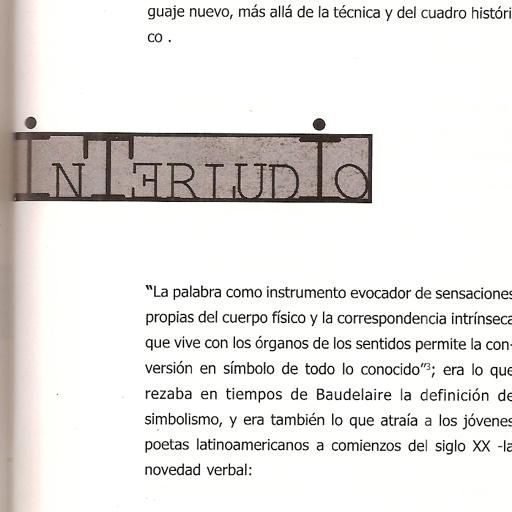 guaje nuevo, más allá de la técnica y del cuadro históri
co .
iNTERLUDiO
“La palabra como instrumento evocador de sensaciones
propias del cuerpo físico y la correspondencia intrínseca
que vive con los órganos de los sentidos permite la con-
versión en símbolo de todo lo conocido”³; era lo que
rezaba en tiempos de Baudelaire la definición de
simbolismo, y era también lo que atraía a los jóvenes
poetas latinoamericanos a comienzos del siglo XX -la
novedad verbal: